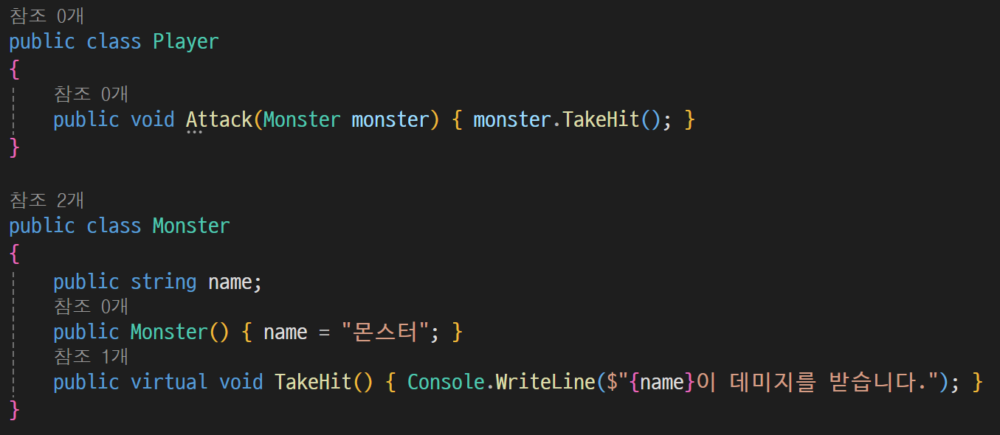 참조 0개
public class Player
{
참조 0개
public void Attack(Monster monster) { monster.TakeHit(); }
}
참조 2개
public class Monster
{
public string name;
참조 0개
public Monster() { name = "몬스터"; }
참조 1개
public virtual void TakeHit() { Console.WriteLine($"{name}이 데미지를 받습니다."); }
}